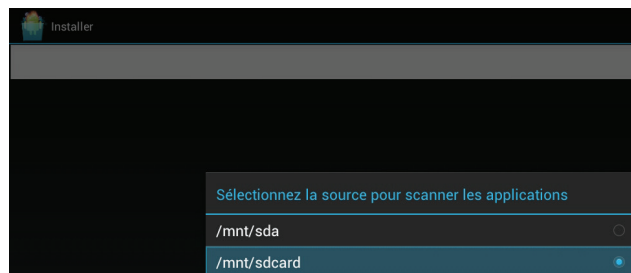 Installer
Sélectionnez la source pour scanner les applications
/mnt/sda
/mnt/sdcard